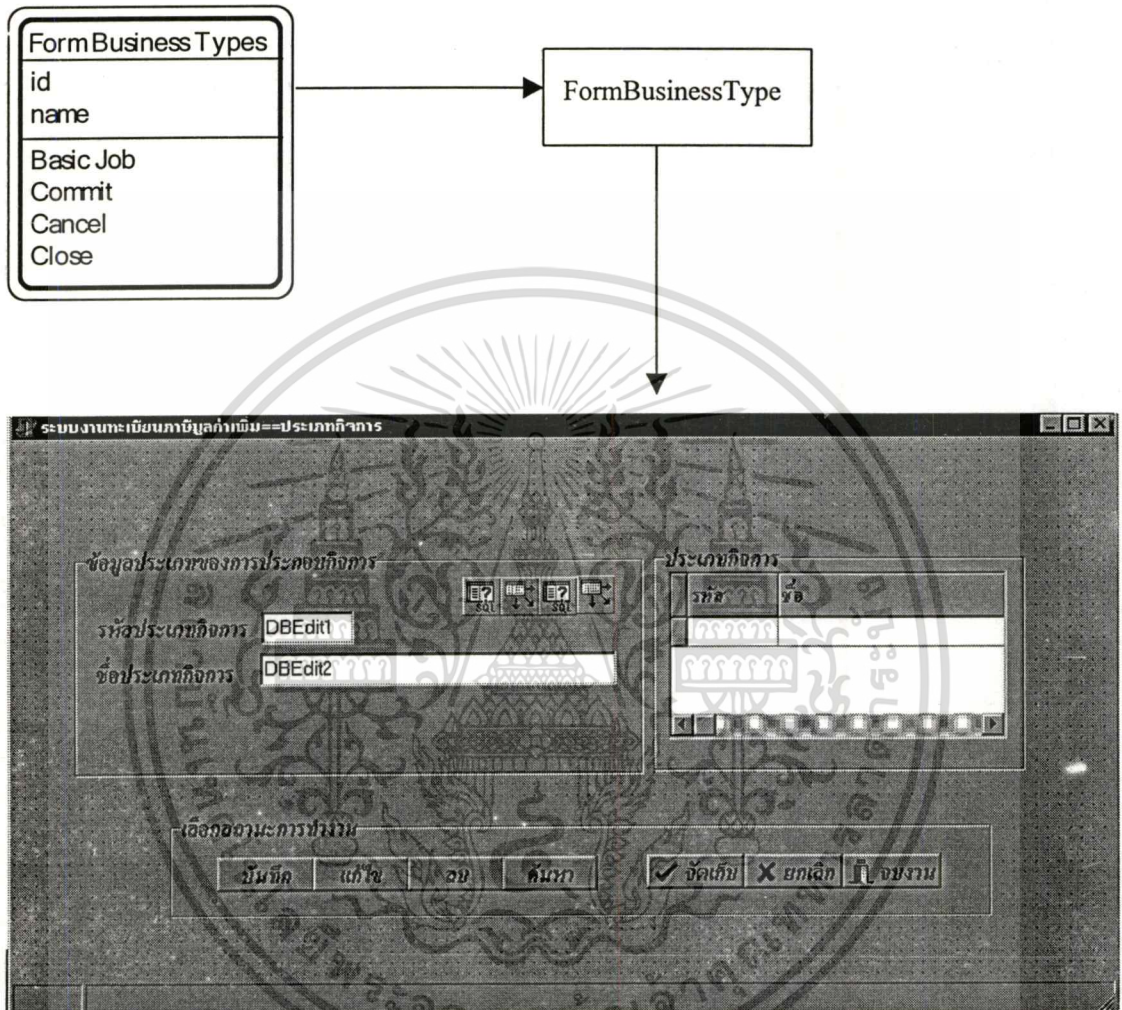 Form Business Types
id
name
Basic Job
Commit
Cancel
Close
FormBusinessType
ระบบงานทะเบียนภาษีมูลค่าเพิ่ม==ประเภทกิจการ
ข้อมูลประเภทของการประกอบกิจการ
SQL
SQL
รหัสประเภทกิจการ DBEdit1
ชื่อประเภทกิจการ DBEdit2
ประเภทกิจการ
รหัส ชื่อ
เลือกสถานะการทำงาน
บันทึก แก้ไข ลบ ค้นหา จัดเก็บ ยกเลิก จบงาน